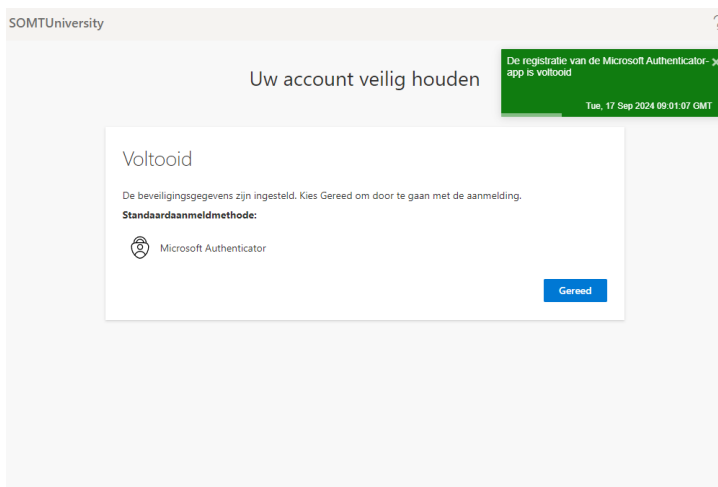 SOMTUniversity
Uw account veilig houden
De registratie van de Microsoft Authenticator-
app is voltooid
Tue, 17 Sep 2024 09:01:07 GMT
Voltooid
De beveiligingsgegevens zijn ingesteld. Kies Gereed om door te gaan met de aanmelding.
Standaardaanmeldmethode:
Microsoft Authenticator
Gereed